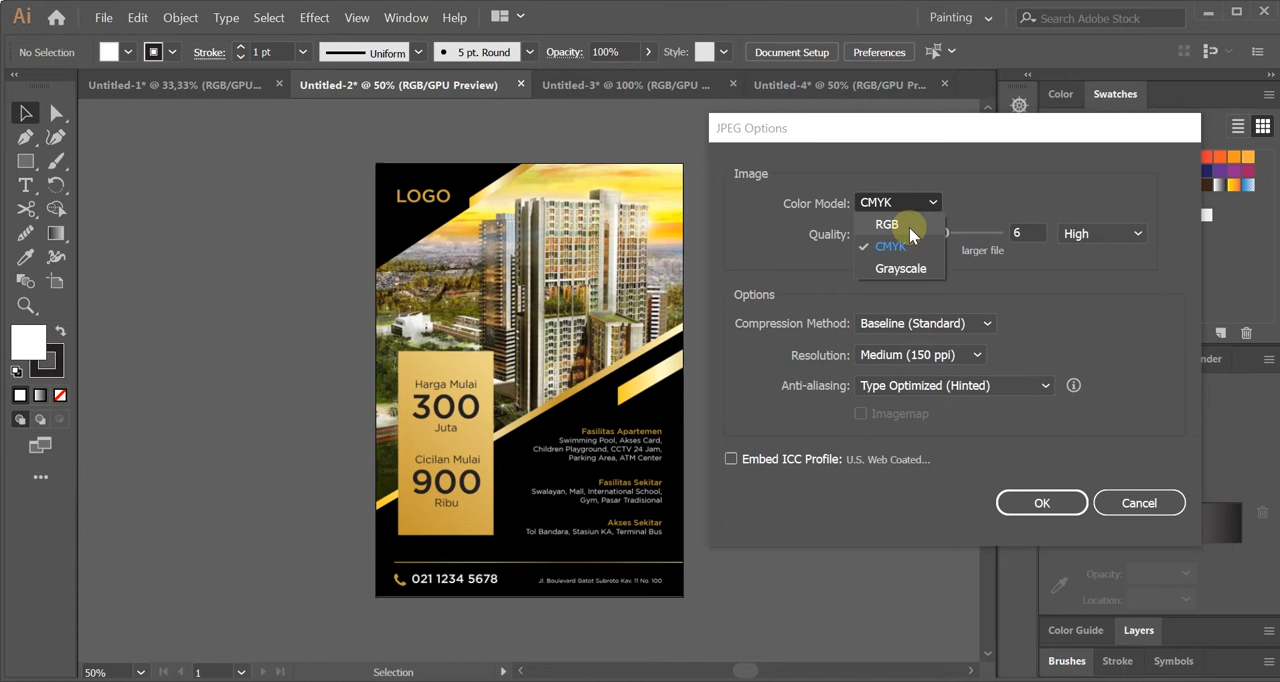 Ai File Edit Object Type Select Effect View Window Help Painting Search Adobe Stock
No Selection Stroke: 1 pt Uniform 5 pt. Round Opacity: 100% Style: Document Setup Preferences
Untitled-1* @ 33,33% (RGB/GPU... Untitled-2* @ 50% (RGB/GPU Preview) Untitled-3* @ 100% (RGB/GPU ... Untitled-4* @ 50% (RGB/GPU Pr...
Color Swatches
JPEG Options
Image
Color Model: CMYK
RGB
CMYK
Grayscale
Quality: 6 High
larger file
Options
Compression Method: Baseline (Standard)
Resolution: Medium (150 ppi)
Anti-aliasing: Type Optimized (Hinted)
Imagemap
Embed ICC Profile: U.S. Web Coated...
OK Cancel
LOGO
Harga Mulai
300
Juta
Cicilan Mulai
900
Ribu
Fasilitas Apartemen
Swimming Pool, Akses Card,
Children Playground, CCTV 24 Jam,
Parking Area, ATM Center
Fasilitas Sekitar
Swalayan, Mall, International School,
Gym, Pasar Tradisional
Akses Sekitar
Tol Bandara, Stasiun KA, Terminal Bus
021 1234 5678
Jl. Boulevard Gatot Subroto Kav. 11 No. 100
Opacity:
Location:
Color Guide Layers
Brushes Stroke Symbols
50% 1 Selection